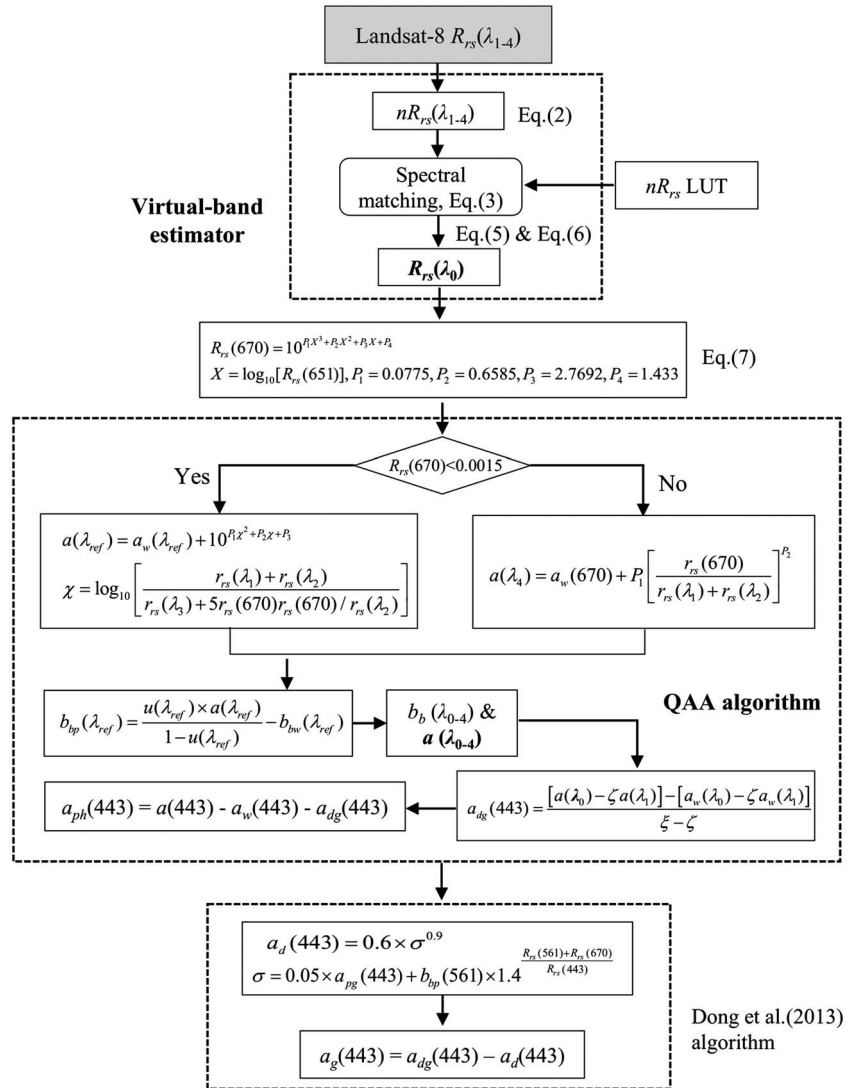 Landsat-8 Rrs(λ1-4)
nRrs(λ1-4)
Eq.(2)
Spectral
matching, Eq.(3)
nRrs LUT
Virtual-band
estimator
Eq.(5) & Eq.(6)
Rrs(λ0)
Rrs(670) = 10^(P1X^3+P2X^2+P3X+P4)
X = log10[Rrs(651)], P1 = 0.0775, P2 = 0.6585, P3 = 2.7692, P4 = 1.433
Eq.(7)
Rrs(670)<0.0015
Yes
No
a(λref) = aw(λref) + 10^(P1χ^2+P2χ+P3)
χ = log10[(rrs(λ1) + rrs(λ2)) / (rrs(λ3) + 5rrs(670)rrs(670) / rrs(λ2))]
a(λ4) = aw(670) + P1[rrs(670) / (rrs(λ1) + rrs(λ2))]^P2
QAA algorithm
bbp(λref) = (u(λref) × a(λref)) / (1 − u(λref)) − bbw(λref)
bb (λ0-4) &
a (λ0-4)
adg(443) = ([a(λ0) − ζa(λ1)] − [aw(λ0) − ζaw(λ1)]) / (ξ − ζ)
aph(443) = a(443) - aw(443) - adg(443)
ad(443) = 0.6 × σ^0.9
σ = 0.05 × apg(443) + bbp(561) × 1.4^((Rrs(561)+Rrs(670))/Rrs(443))
Dong et al.(2013)
algorithm
ag(443) = adg(443) − ad(443)